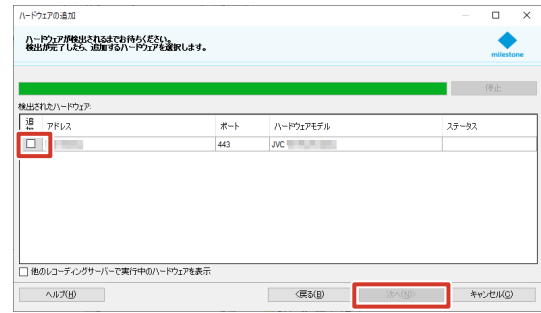 ハードウェアの追加
ハードウェアが検出されるまでお待ちください。
検出が完了したら、追加するハードウェアを選択します。
milestone
停止
検出されたハードウェア:
追 アドレス ポート ハードウェアモデル ステータス
443 JVC
他のレコーディングサーバーで実行中のハードウェアを表示
ヘルプ(H) <戻る(B) 次へ(N)> キャンセル(C)